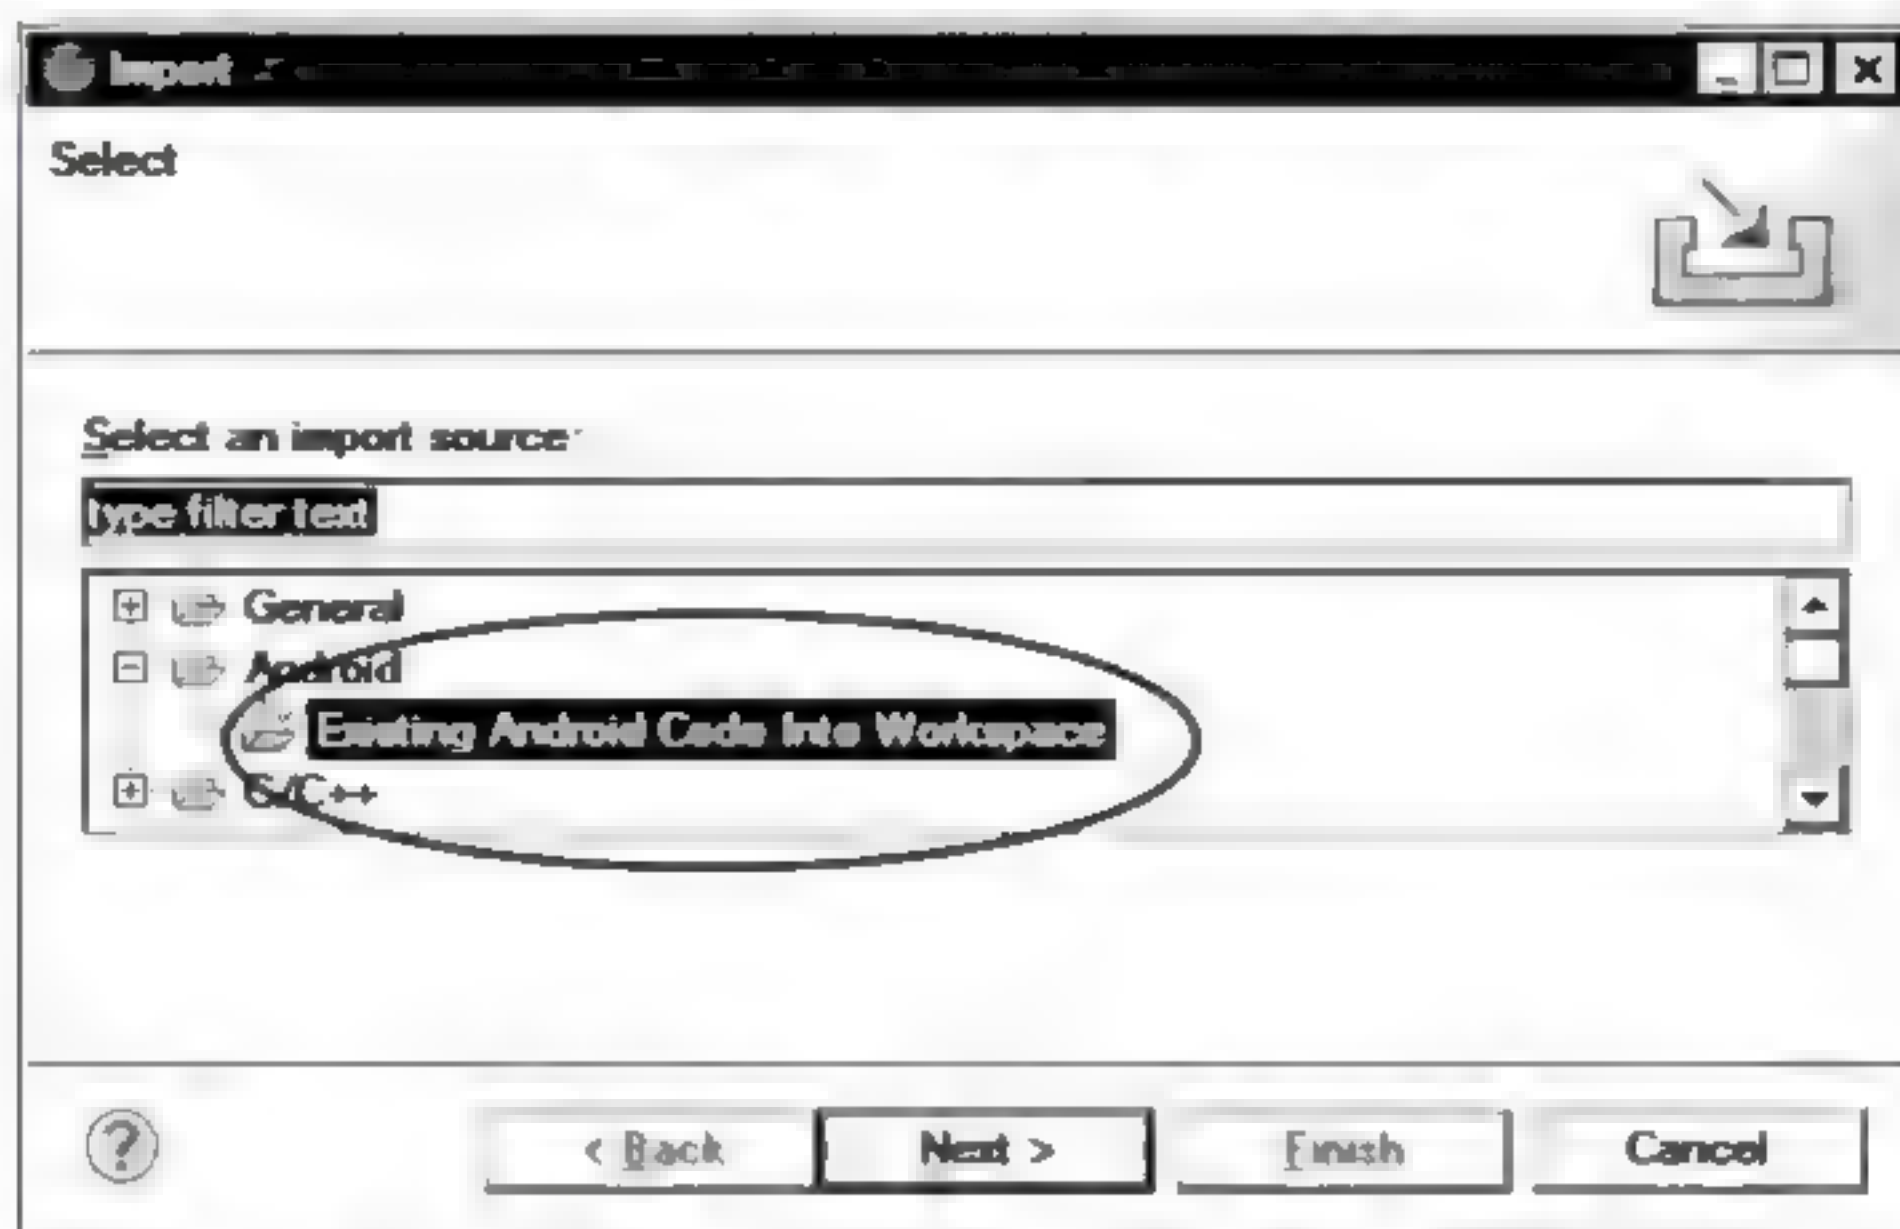 Import
Select
Select an import source:
type filter text
General
Android
Existing Android Code Into Workspace
C/C++
?
< Back Next > Finish Cancel